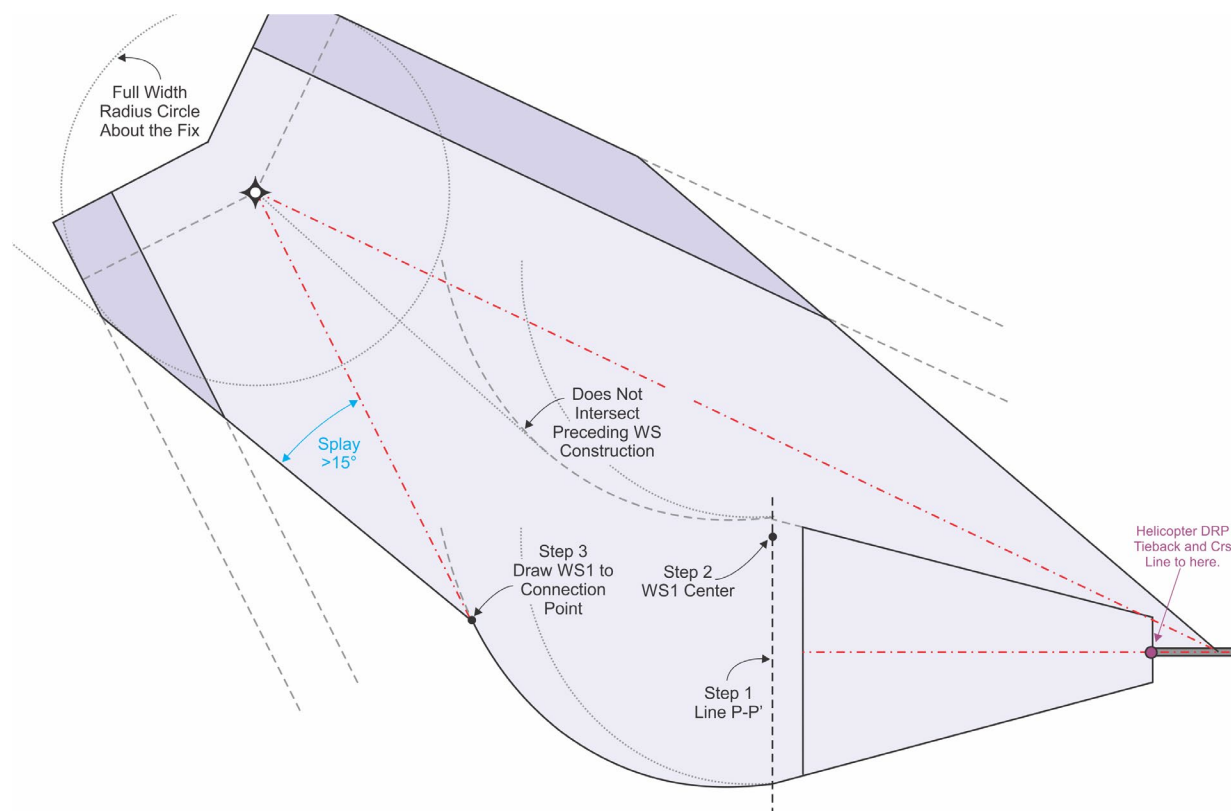 Full Width
Radius Circle
About the Fix
Splay
>15°
Does Not
Intersect
Preceding WS
Construction
Step 3
Draw WS1 to
Connection
Point
Step 2
WS1 Center
Step 1
Line P-P’
Helicopter DRP
Tieback and Crs
Line to here.